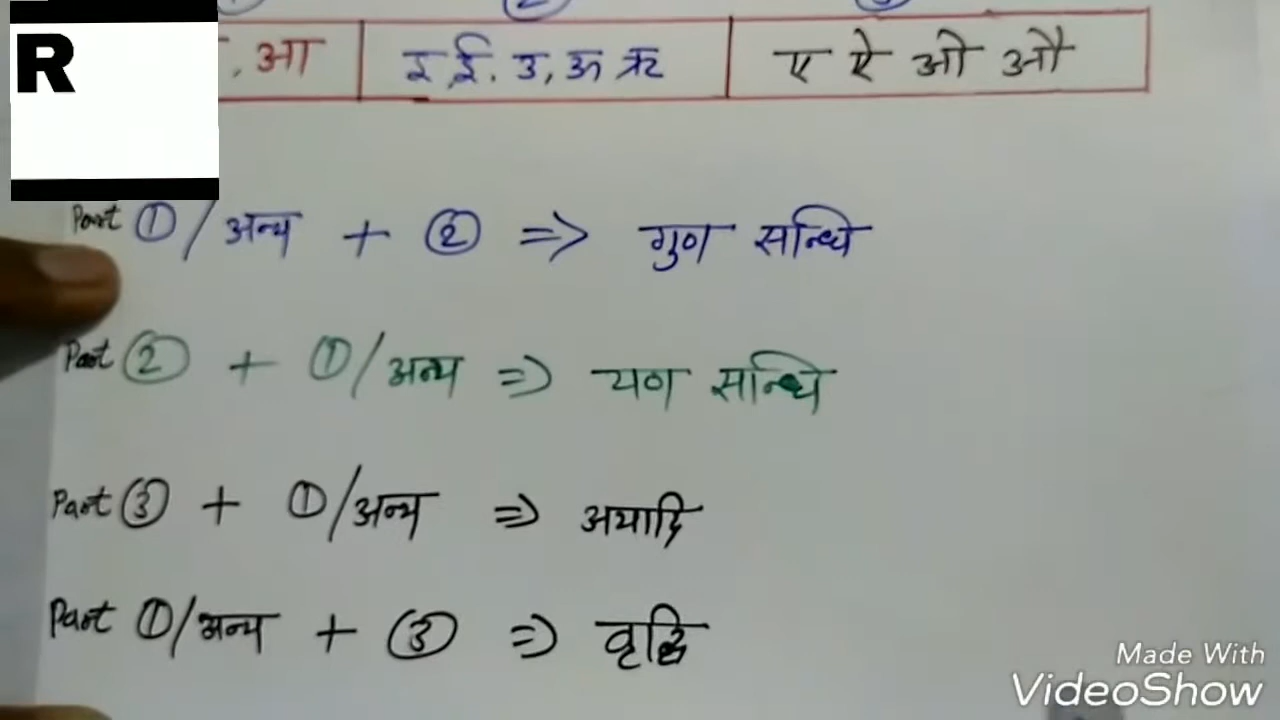 R
, आ इ, ई, उ, ऊ ऋ ए ऐ ओ औ
Part ① / अन्य + ② => गुण सन्धि
Part ② + ① / अन्य => यण सन्धि
Part ③ + ① / अन्य => अयादि
Part ① / अन्य + ③ => वृद्धि
Made With
VideoShow